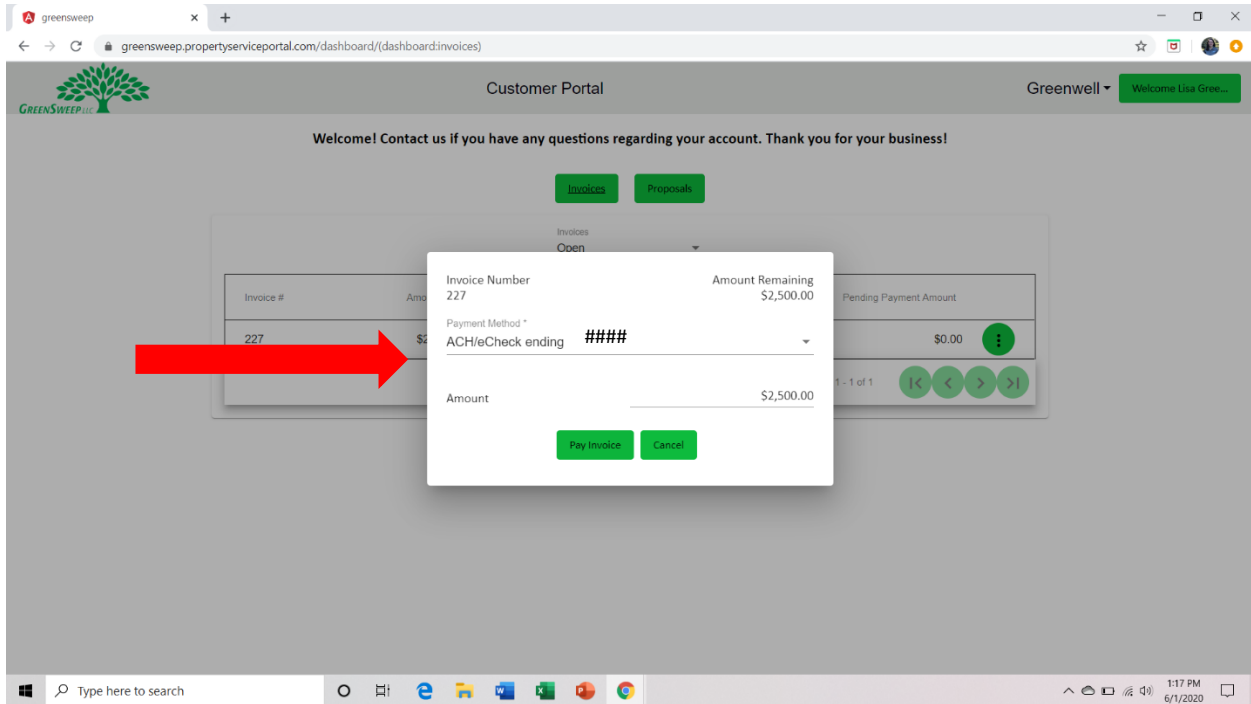 greensweep
greensweep.propertyserviceportal.com/dashboard/(dashboard:invoices)
GREENSWEEP LLC
Customer Portal
Greenwell
Welcome Lisa Gree...
Welcome! Contact us if you have any questions regarding your account. Thank you for your business!
Invoices Proposals
Invoices
Open
Invoice # Amo Pending Payment Amount
227 $2 $0.00
1 - 1 of 1
Invoice Number Amount Remaining
227 $2,500.00
Payment Method *
ACH/eCheck ending ####
Amount $2,500.00
Pay Invoice Cancel
Type here to search
1:17 PM
6/1/2020